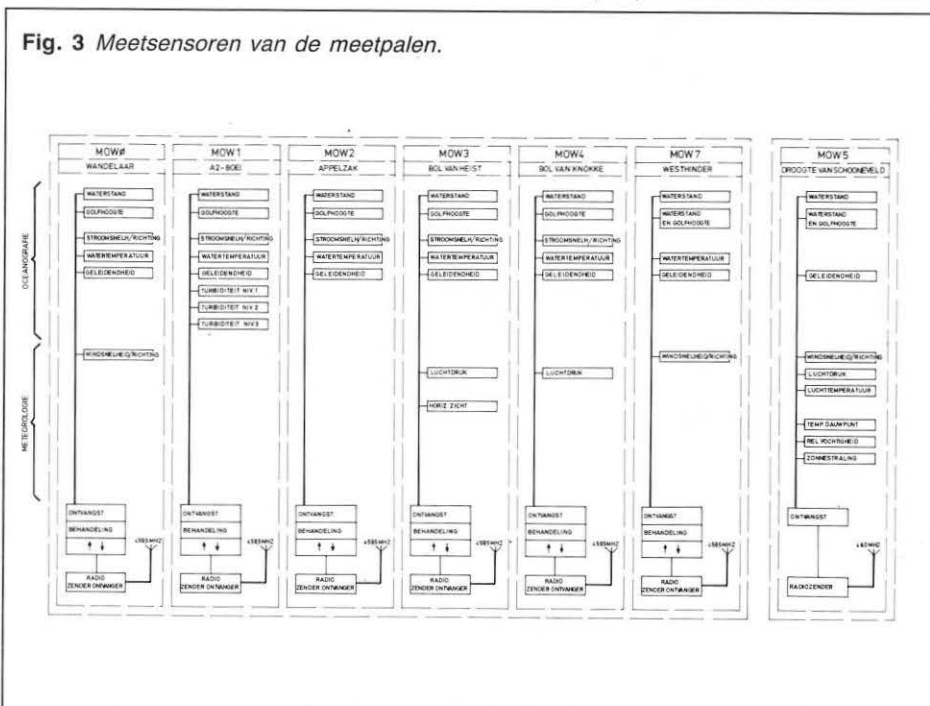 Fig. 3 Meetsensoren van de meetpalen.
OCEANOGRAFIE
METEOROLOGIE
MOWØ
WANDELAAR
WATERSTAND
GOLFHOOGTE
STROOMSNELH/RICHTING
WATERTEMPERATUUR
GELEIDENDHEID
WINDSNELHEID/RICHTING
ONTVANGST
BEHANDELING
RADIO
ZENDER ONTVANGER
MOW1
A2-BOEI
WATERSTAND
GOLFHOOGTE
STROOMSNELH/RICHTING
WATERTEMPERATUUR
GELEIDENDHEID
TURBIDITEIT NIV.1
TURBIDITEIT NIV.2
TURBIDITEIT NIV.3
ONTVANGST
BEHANDELING
RADIO
ZENDER ONTVANGER
MOW2
APPELZAK
WATERSTAND
GOLFHOOGTE
STROOMSNELH/RICHTING
WATERTEMPERATUUR
GELEIDENDHEID
ONTVANGST
BEHANDELING
RADIO
ZENDER ONTVANGER
MOW3
BOL VAN HEIST
WATERSTAND
GOLFHOOGTE
STROOMSNELH/RICHTING
WATERTEMPERATUUR
GELEIDENDHEID
LUCHTDRUK
HORIZ ZICHT
ONTVANGST
BEHANDELING
RADIO
ZENDER ONTVANGER
MOW4
BOL VAN KNOKKE
WATERSTAND
GOLFHOOGTE
STROOMSNELH/RICHTING
WATERTEMPERATUUR
GELEIDENDHEID
LUCHTDRUK
ONTVANGST
BEHANDELING
RADIO
ZENDER ONTVANGER
MOW7
WESTHINDER
WATERSTAND
WATERSTAND
EN GOLFHOOGTE
WATERTEMPERATUUR
GELEIDENDHEID
WINDSNELHEID/RICHTING
ONTVANGST
BEHANDELING
RADIO
ZENDER ONTVANGER
MOW5
DROOGTE VAN SCHOONEVELD
WATERSTAND
WATERSTAND
EN GOLFHOOGTE
GELEIDENDHEID
WINDSNELHEID/RICHTING
LUCHTDRUK
LUCHTTEMPERATUUR
TEMP. DAUWPUNT
REL VOCHTIGHEID
ZONNESTRALING
ONTVANGST
RADIOZENDER